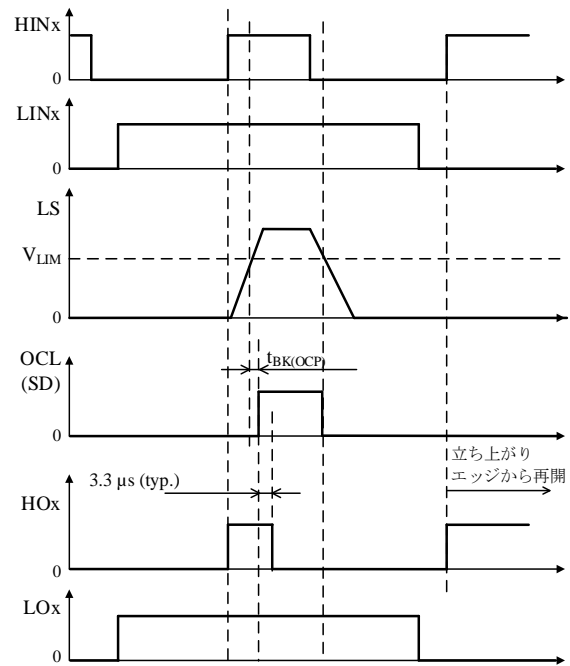 HINx
0
LINx
0
LS
VLIM
0
OCL
(SD)
tBK(OCP)
0
3.3 µs (typ.)
立ち上がり
エッジから再開
HOx
0
LOx
0